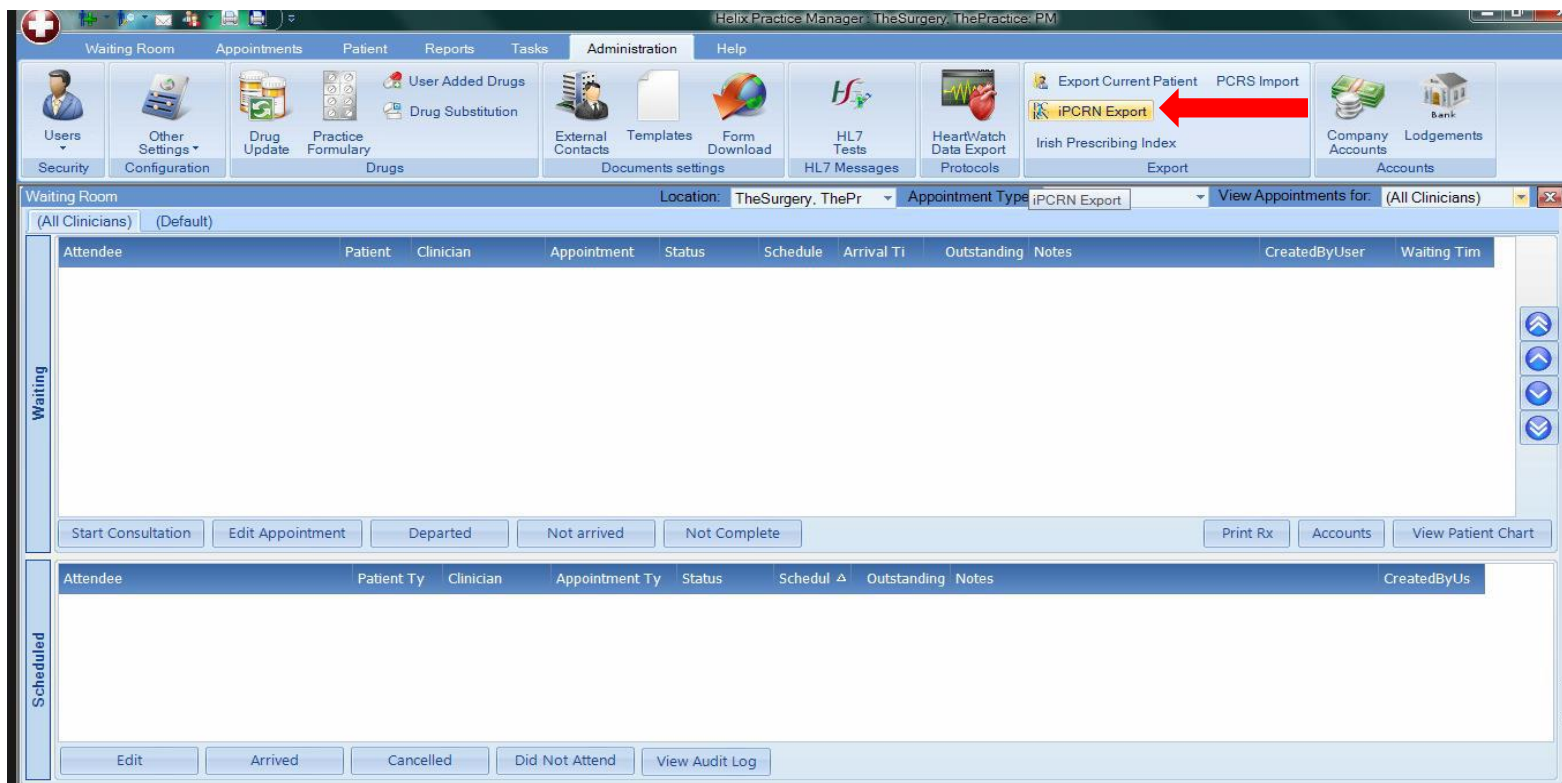 Helix Practice Manager : TheSurgery, ThePractice: PM
Waiting Room Appointments Patient Reports Tasks Administration Help
Users
Security
Other Settings
Configuration
Drug Update
Practice Formulary
User Added Drugs
Drug Substitution
Drugs
External Contacts
Templates
Form Download
Documents settings
HL7 Tests
HL7 Messages
HeartWatch Data Export
Protocols
Export Current Patient PCRS Import
iPCRN Export
Irish Prescribing Index
Export
Company Accounts
Bank
Lodgements
Accounts
Waiting Room Location: TheSurgery, ThePr Appointment Type iPCRN Export View Appointments for: (All Clinicians)
(All Clinicians) (Default)
Waiting
Attendee Patient Clinician Appointment Status Schedule Arrival Ti Outstanding Notes CreatedByUser Waiting Tim
Start Consultation Edit Appointment Departed Not arrived Not Complete Print Rx Accounts View Patient Chart
Scheduled
Attendee Patient Ty Clinician Appointment Ty Status Schedul Outstanding Notes CreatedByUs
Edit Arrived Cancelled Did Not Attend View Audit Log